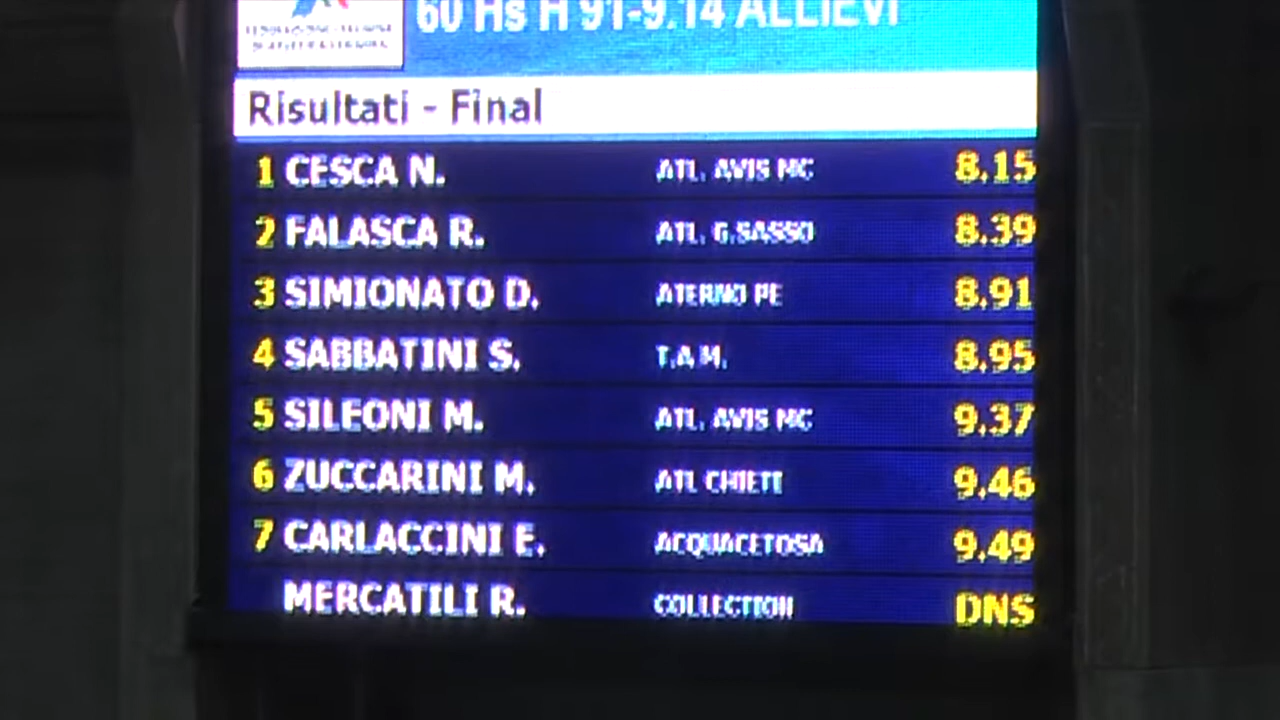 60 Hs H 91-9.14 ALLIEVI
Risultati - Final
1 CESCA N. ATL. AVIS MC 8.15
2 FALASCA R. ATL. G.SASSO 8.39
3 SIMIONATO D. ATERNO PE 8.91
4 SABBATINI S. T.A.M. 8.95
5 SILEONI M. ATL. AVIS MC 9.37
6 ZUCCARINI M. ATL CHIETI 9.46
7 CARLACCINI E. ACQUACETOSA 9.49
MERCATILI R. COLLECTION DNS